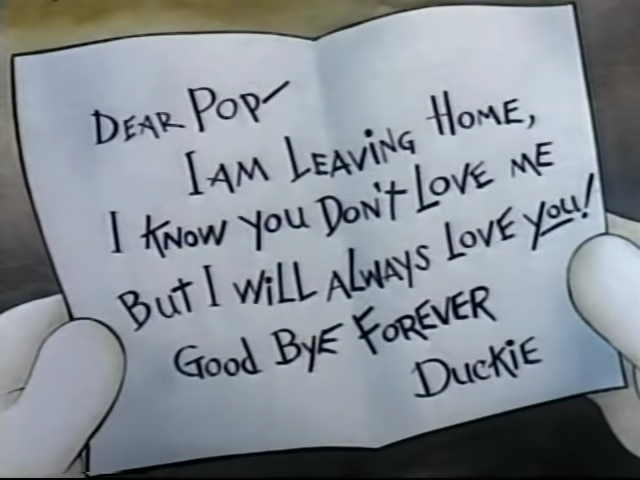 Dear Pop—
I am Leaving Home,
I know you Don't Love me
But I will always Love you!
Good Bye Forever
Duckie